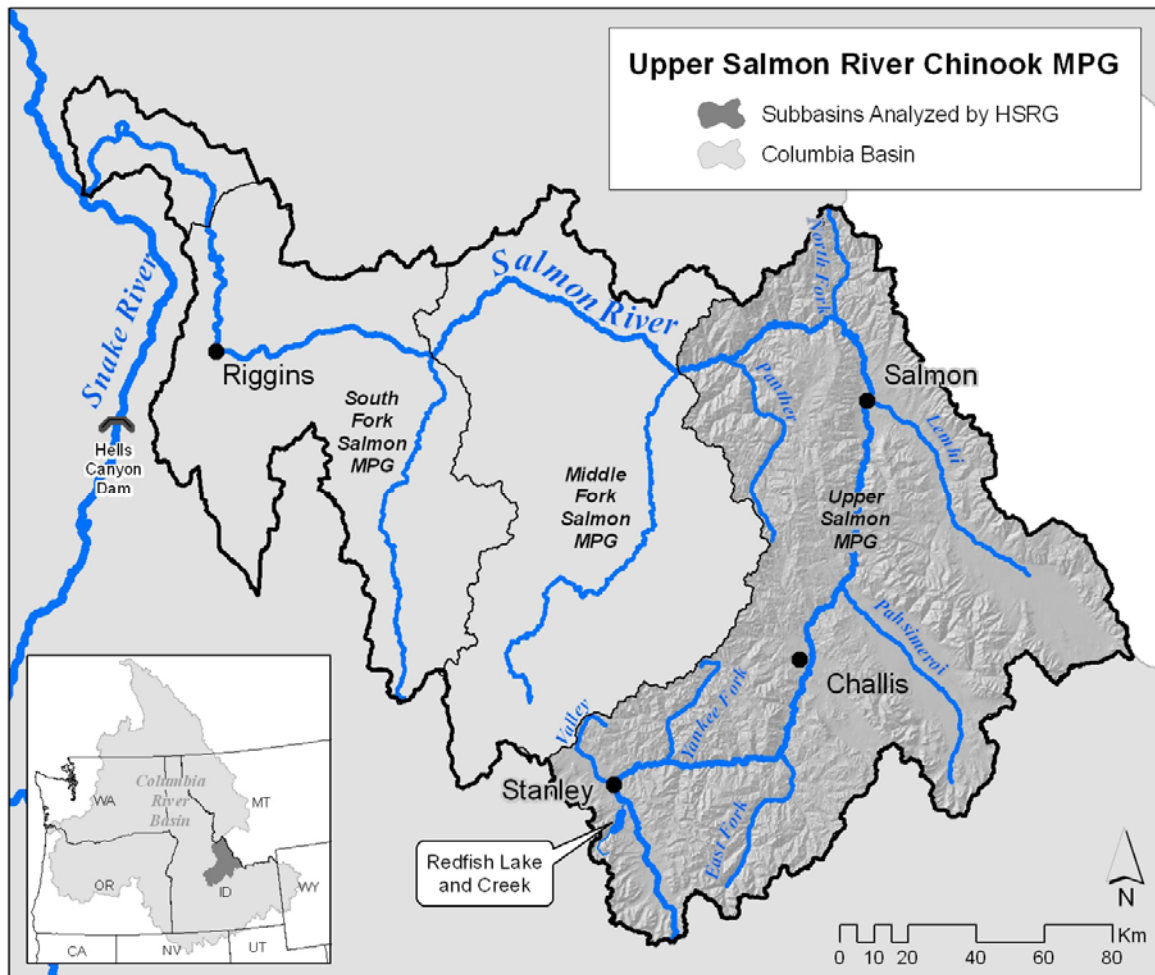 Upper Salmon River Chinook MPG
Subbasins Analyzed by HSRG
Columbia Basin
Snake River
Salmon River
North Fork
Riggins
Salmon
Panther
Lemhi
South
Fork
Salmon
MPG
Hells
Canyon
Dam
Middle
Fork
Salmon
MPG
Upper
Salmon
MPG
Pahsimeroi
Challis
Valley
Yankee Fork
Stanley
East Fork
Redfish Lake
and Creek
Columbia
River
Basin
WA
MT
OR
ID
WY
CA
NV
UT
N
Km
0 5 10 20 40 60 80